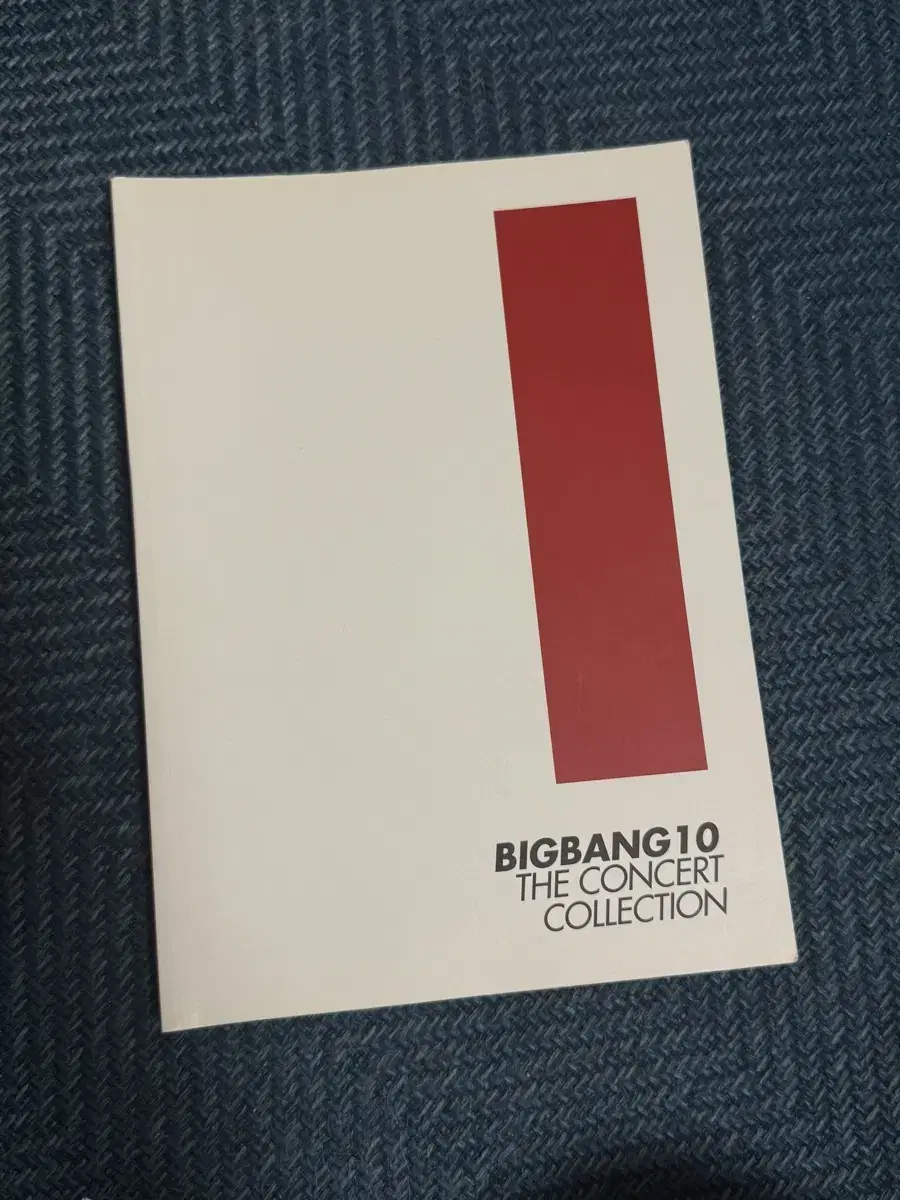 BIGBANG10
THE CONCERT
COLLECTION